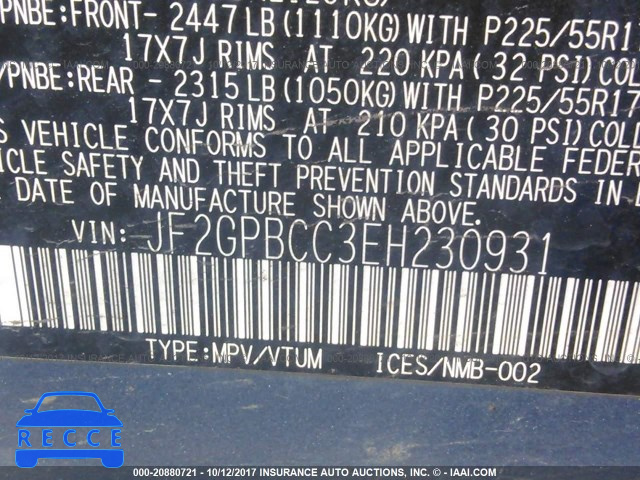 PNBE:FRONT- 2447 LB (1110KG) WITH P225/55R1
17X7J RIMS AT 220 KPA ( 32 PSI) COL
/PNBE:REAR - 2315 LB (1050KG) WITH P225/55R17
17X7J RIMS AT 210 KPA ( 30 PSI) COLL
S VEHICLE CONFORMS TO ALL APPLICABLE FEDER
ICLE SAFETY AND THEFT PREVENTION STANDARDS IN E
DATE OF MANUFACTURE SHOWN ABOVE.
VIN: JF2GPBCC3EH230931
TYPE:MPV/VTUM ICES/NMB-002
000-20880721 - 10/12/2017 INSURANCE AUTO AUCTIONS, INC. - © - IAAI.COM